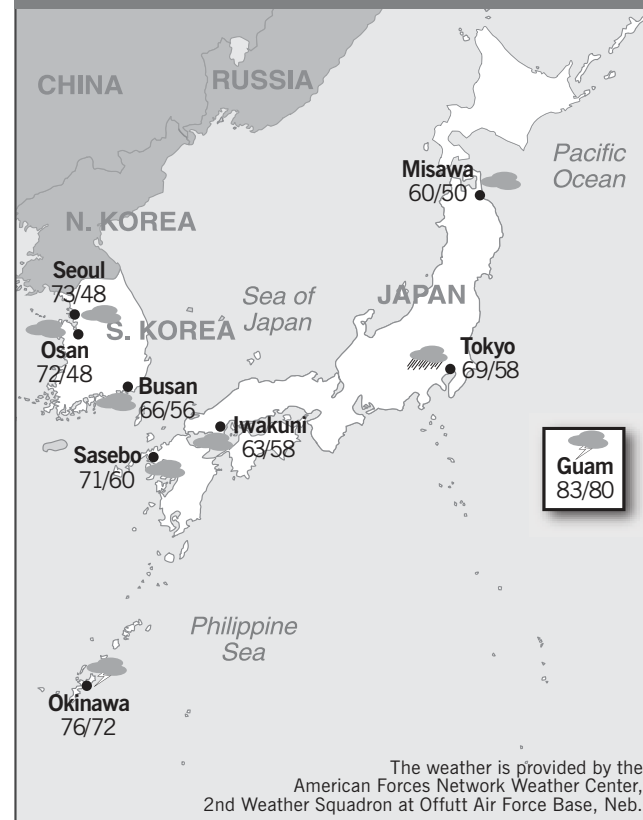 CHINA
RUSSIA
Pacific
Ocean
Misawa
60/50
N. KOREA
Seoul
73/48
Sea of
Japan
JAPAN
S. KOREA
Osan
72/48
Tokyo
69/58
Busan
66/56
Iwakuni
63/58
Sasebo
71/60
Guam
83/80
Philippine
Sea
Okinawa
76/72
The weather is provided by the
American Forces Network Weather Center,
2nd Weather Squadron at Offutt Air Force Base, Neb.